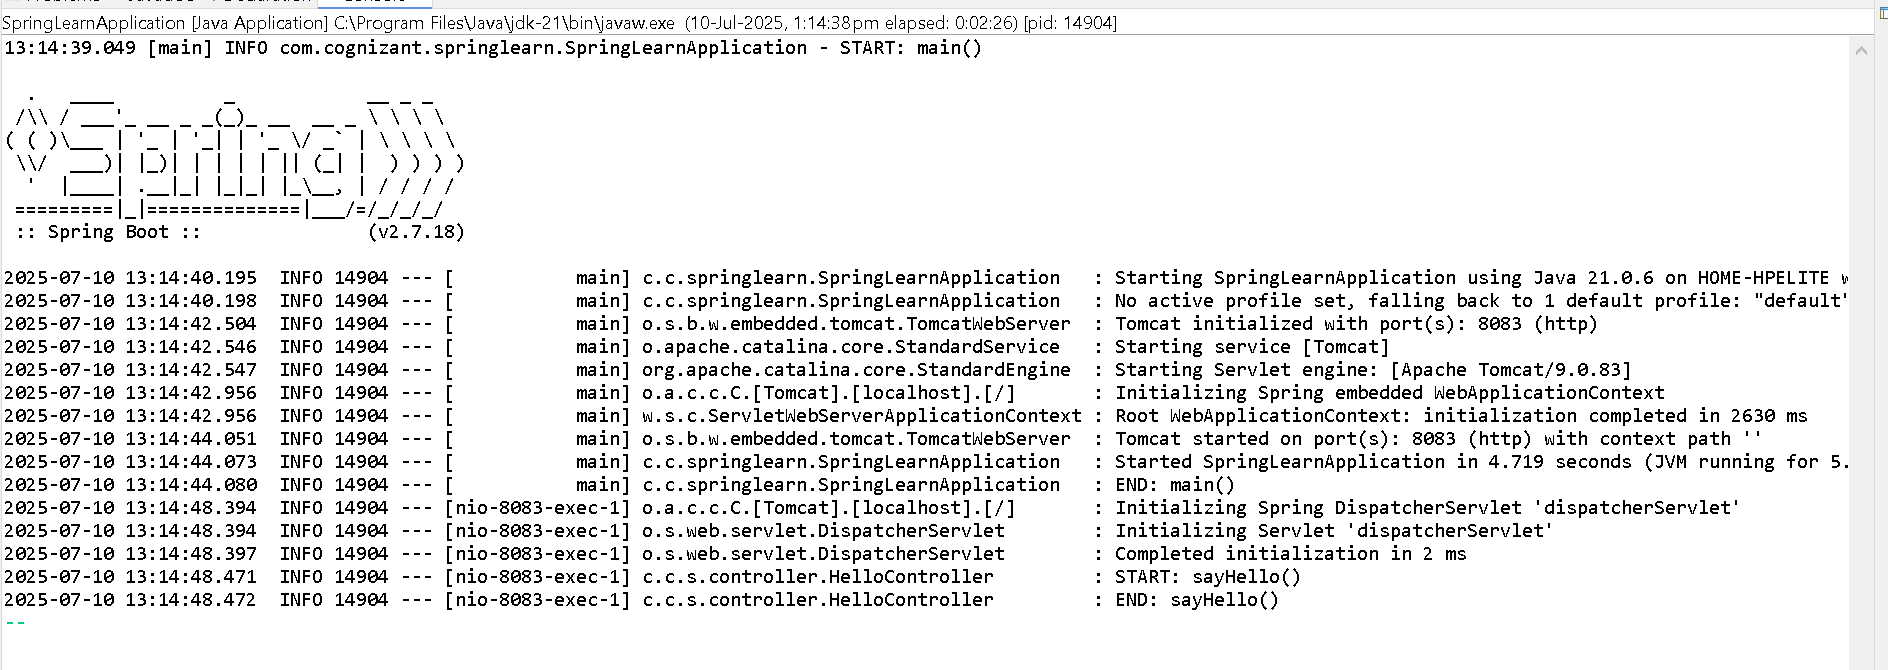 SpringLearnApplication [Java Application] C:\Program Files\Java\jdk-21\bin\javaw.exe (10-Jul-2025, 1:14:38 pm elapsed: 0:02:26) [pid: 14904]
13:14:39.049 [main] INFO com.cognizant.springlearn.SpringLearnApplication - START: main()
  .   ____          _            __ _ _
 /\\ / ___'_ __ _ _(_)_ __  __ _ \ \ \ \
( ( )\___ | '_ | '_| | '_ \/ _` | \ \ \ \
 \\/  ___)| |_)| | | | | || (_| |  ) ) ) )
  '  |____| .__|_| |_|_| |_\__, | / / / /
 =========|_|==============|___/=/_/_/_/
 :: Spring Boot ::               (v2.7.18)
2025-07-10 13:14:40.195  INFO 14904 --- [           main] c.c.springlearn.SpringLearnApplication   : Starting SpringLearnApplication using Java 21.0.6 on HOME-HPELITE w
2025-07-10 13:14:40.198  INFO 14904 --- [           main] c.c.springlearn.SpringLearnApplication   : No active profile set, falling back to 1 default profile: "default"
2025-07-10 13:14:42.504  INFO 14904 --- [           main] o.s.b.w.embedded.tomcat.TomcatWebServer  : Tomcat initialized with port(s): 8083 (http)
2025-07-10 13:14:42.546  INFO 14904 --- [           main] o.apache.catalina.core.StandardService   : Starting service [Tomcat]
2025-07-10 13:14:42.547  INFO 14904 --- [           main] org.apache.catalina.core.StandardEngine  : Starting Servlet engine: [Apache Tomcat/9.0.83]
2025-07-10 13:14:42.956  INFO 14904 --- [           main] o.a.c.c.C.[Tomcat].[localhost].[/]       : Initializing Spring embedded WebApplicationContext
2025-07-10 13:14:42.956  INFO 14904 --- [           main] w.s.c.ServletWebServerApplicationContext : Root WebApplicationContext: initialization completed in 2630 ms
2025-07-10 13:14:44.051  INFO 14904 --- [           main] o.s.b.w.embedded.tomcat.TomcatWebServer  : Tomcat started on port(s): 8083 (http) with context path ''
2025-07-10 13:14:44.073  INFO 14904 --- [           main] c.c.springlearn.SpringLearnApplication   : Started SpringLearnApplication in 4.719 seconds (JVM running for 5.
2025-07-10 13:14:44.080  INFO 14904 --- [           main] c.c.springlearn.SpringLearnApplication   : END: main()
2025-07-10 13:14:48.394  INFO 14904 --- [nio-8083-exec-1] o.a.c.c.C.[Tomcat].[localhost].[/]       : Initializing Spring DispatcherServlet 'dispatcherServlet'
2025-07-10 13:14:48.394  INFO 14904 --- [nio-8083-exec-1] o.s.web.servlet.DispatcherServlet        : Initializing Servlet 'dispatcherServlet'
2025-07-10 13:14:48.397  INFO 14904 --- [nio-8083-exec-1] o.s.web.servlet.DispatcherServlet        : Completed initialization in 2 ms
2025-07-10 13:14:48.471  INFO 14904 --- [nio-8083-exec-1] c.c.s.controller.HelloController         : START: sayHello()
2025-07-10 13:14:48.472  INFO 14904 --- [nio-8083-exec-1] c.c.s.controller.HelloController         : END: sayHello()
--